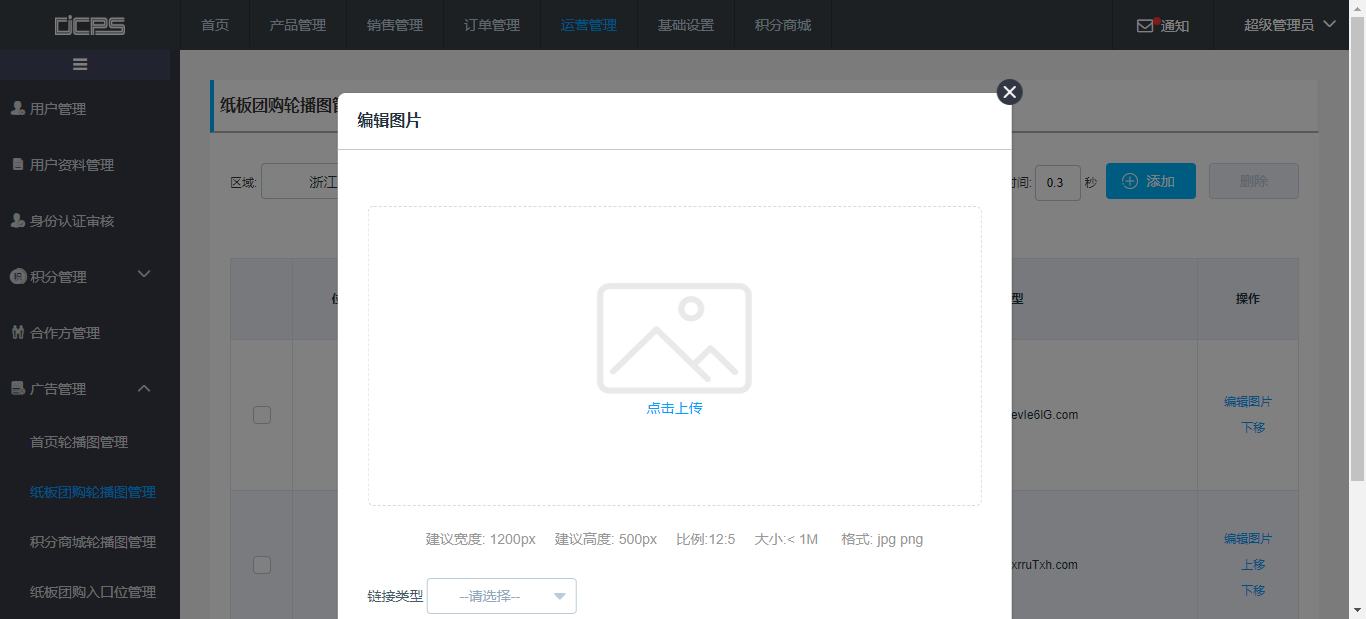 CICPS
首页 产品管理 销售管理 订单管理 运营管理 基础设置 积分商城 通知 超级管理员
用户管理
用户资料管理
身份认证审核
积分管理
合作方管理
广告管理
首页轮播图管理
纸板团购轮播图管理
积分商城轮播图管理
纸板团购入口位管理
纸板团购轮播图
区域: 浙江 时间: 0.3 秒 添加 删除
型 操作
evIe6lG.com 编辑图片
下移
xrruTxh.com 编辑图片
上移
下移
编辑图片
点击上传
建议宽度: 1200px 建议高度: 500px 比例:12:5 大小:< 1M 格式: jpg png
链接类型 --请选择--